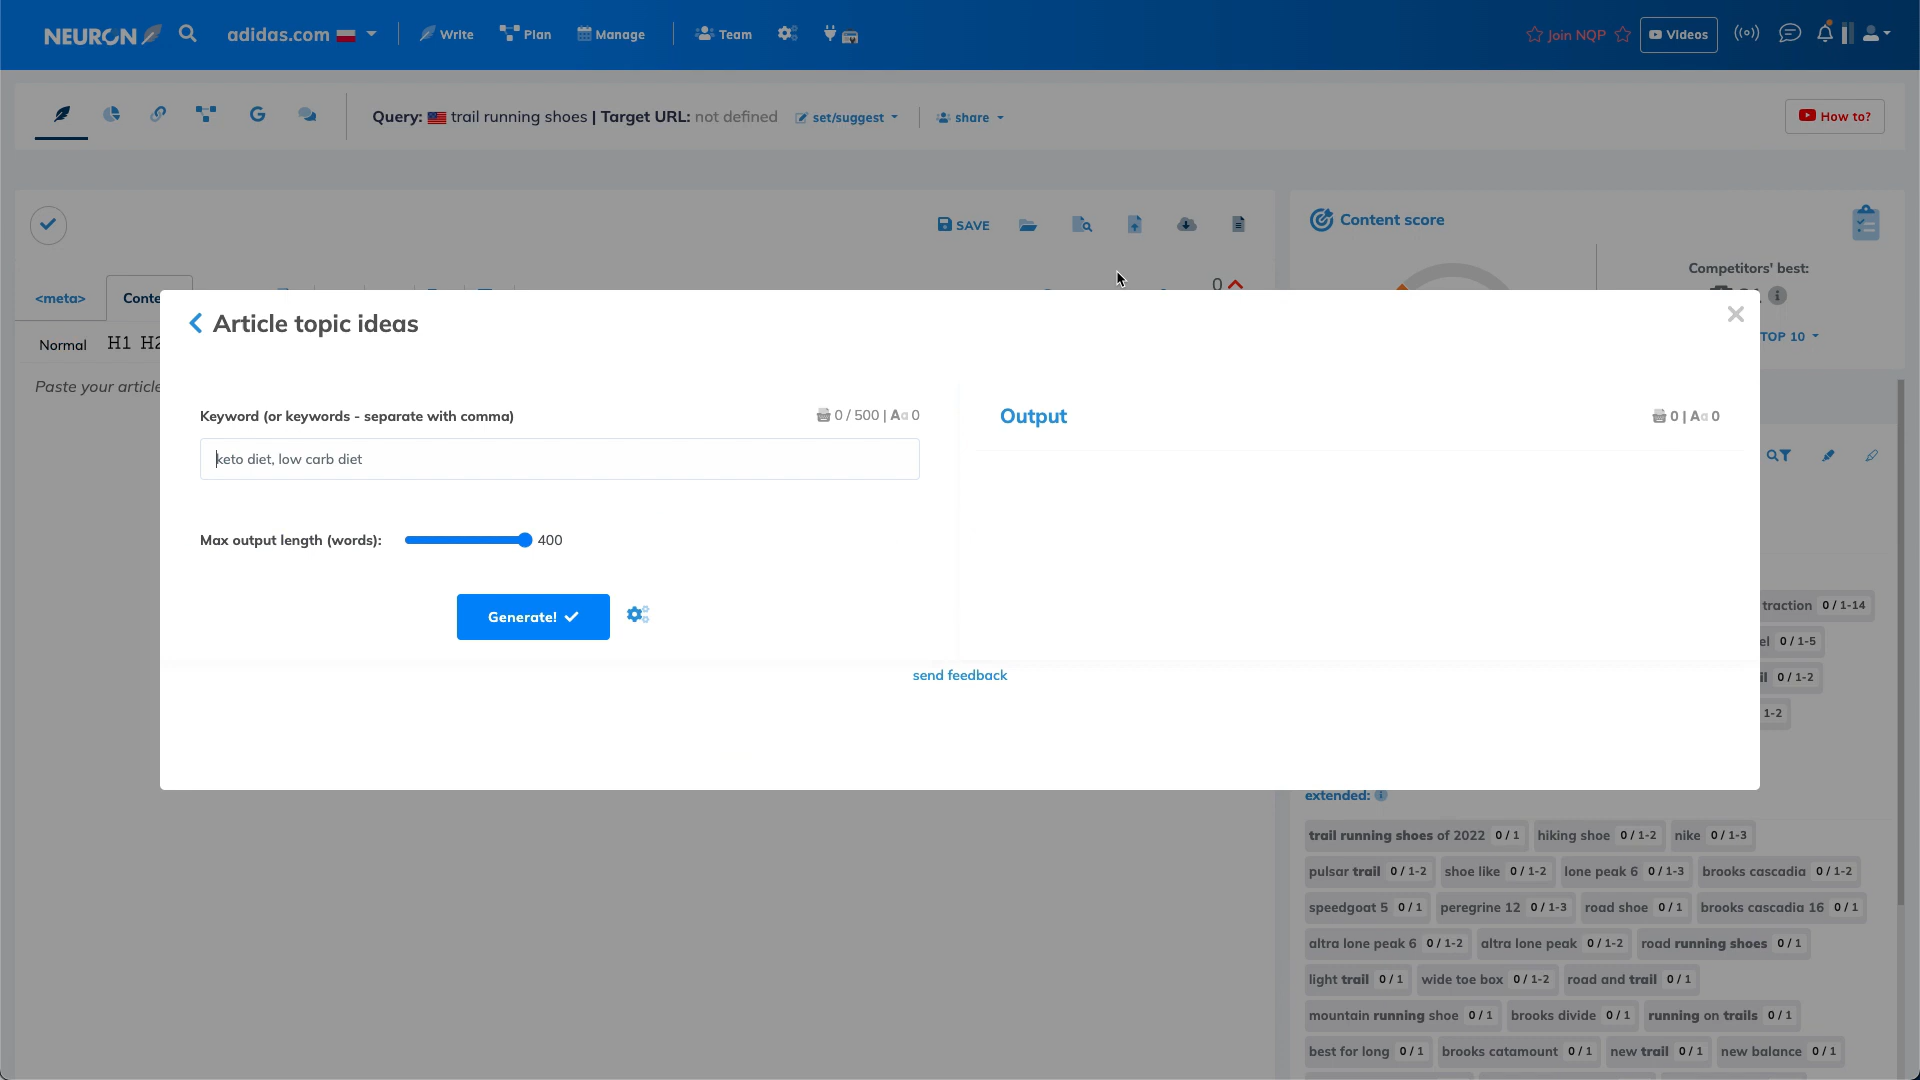 NEURON adidas.com Write Plan Manage Team Join NQP Videos
Query: trail running shoes | Target URL: not defined set/suggest share How to?
SAVE
Content score
Competitors' best:
<meta> Conte 0
TOP 10
Normal H1 H2
Paste your article
Article topic ideas
Keyword (or keywords - separate with comma) 0 / 500 | Aa 0
keto diet, low carb diet
Max output length (words): 400
Generate!
Output 0 | Aa 0
send feedback
traction 0 / 1-14
el 0 / 1-5
il 0 / 1-2
1-2
extended:
trail running shoes of 2022 0 / 1 hiking shoe 0 / 1-2 nike 0 / 1-3
pulsar trail 0 / 1-2 shoe like 0 / 1-2 lone peak 6 0 / 1-3 brooks cascadia 0 / 1-2
speedgoat 5 0 / 1 peregrine 12 0 / 1-3 road shoe 0 / 1 brooks cascadia 16 0 / 1
altra lone peak 6 0 / 1-2 altra lone peak 0 / 1-2 road running shoes 0 / 1
light trail 0 / 1 wide toe box 0 / 1-2 road and trail 0 / 1
mountain running shoe 0 / 1 brooks divide 0 / 1 running on trails 0 / 1
best for long 0 / 1 brooks catamount 0 / 1 new trail 0 / 1 new balance 0 / 1